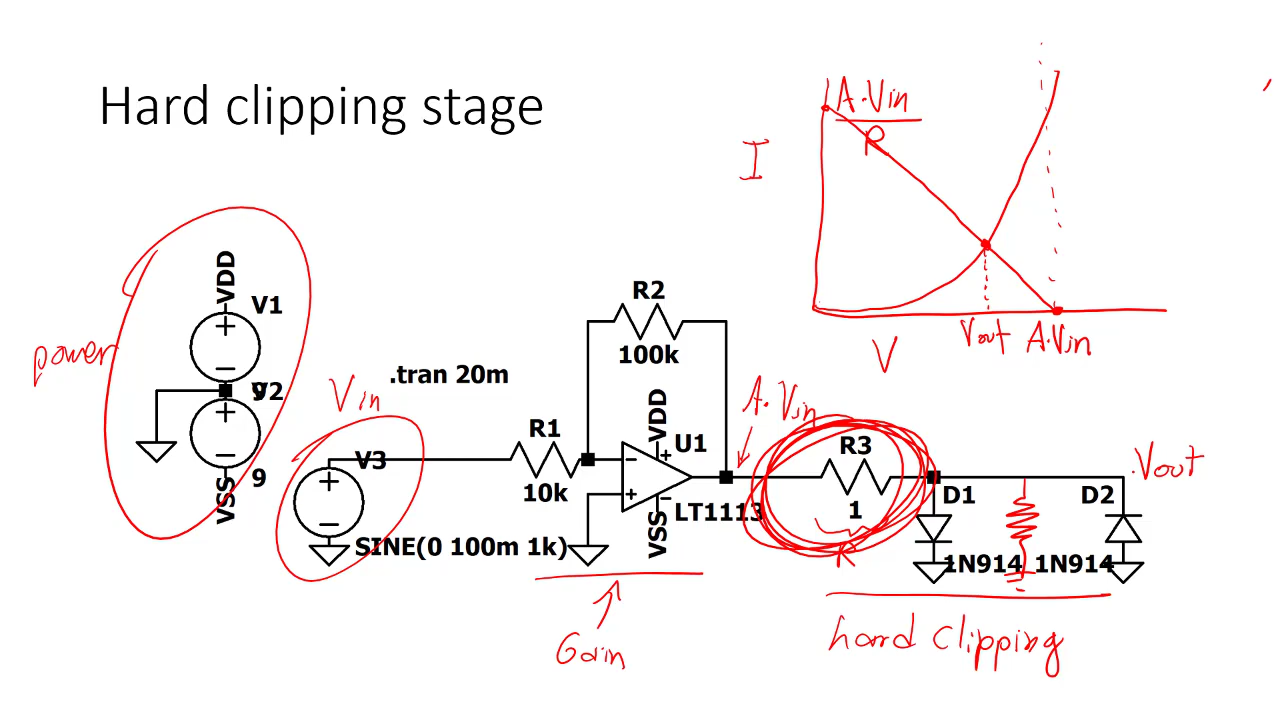 Hard clipping stage
A.Vin
R
I
V
Vout
A.Vin
power
VDD
V1
9
V2
9
VSS
.tran 20m
Vin
V3
SINE(0 100m 1k)
R1
10k
R2
100k
VDD
U1
LT1113
VSS
A.Vin
R3
1
R
D1
1N914
D2
1N914
.Vout
Gain
hard Clipping